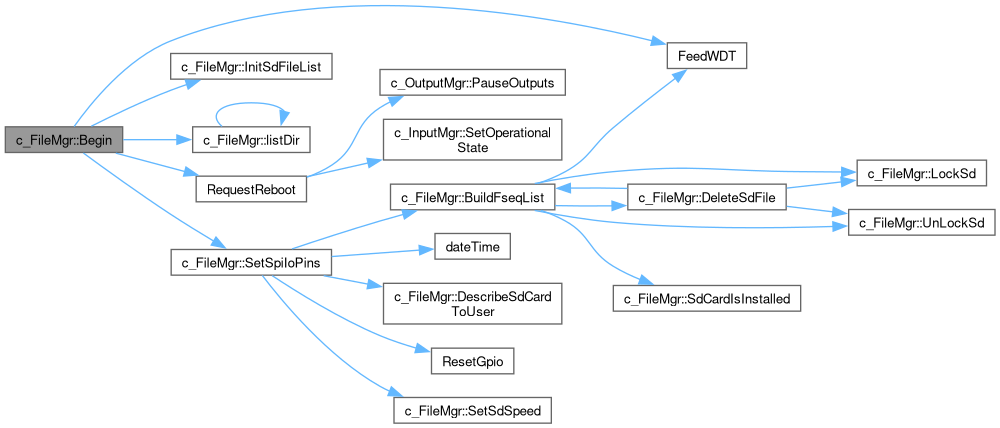 c_FileMgr::Begin
FeedWDT
c_FileMgr::InitSdFileList
c_FileMgr::listDir
RequestReboot
c_OutputMgr::PauseOutputs
c_InputMgr::SetOperational
State
c_FileMgr::SetSpiIoPins
c_FileMgr::BuildFseqList
c_FileMgr::DeleteSdFile
c_FileMgr::LockSd
c_FileMgr::UnLockSd
c_FileMgr::SdCardIsInstalled
dateTime
c_FileMgr::DescribeSdCard
ToUser
ResetGpio
c_FileMgr::SetSdSpeed